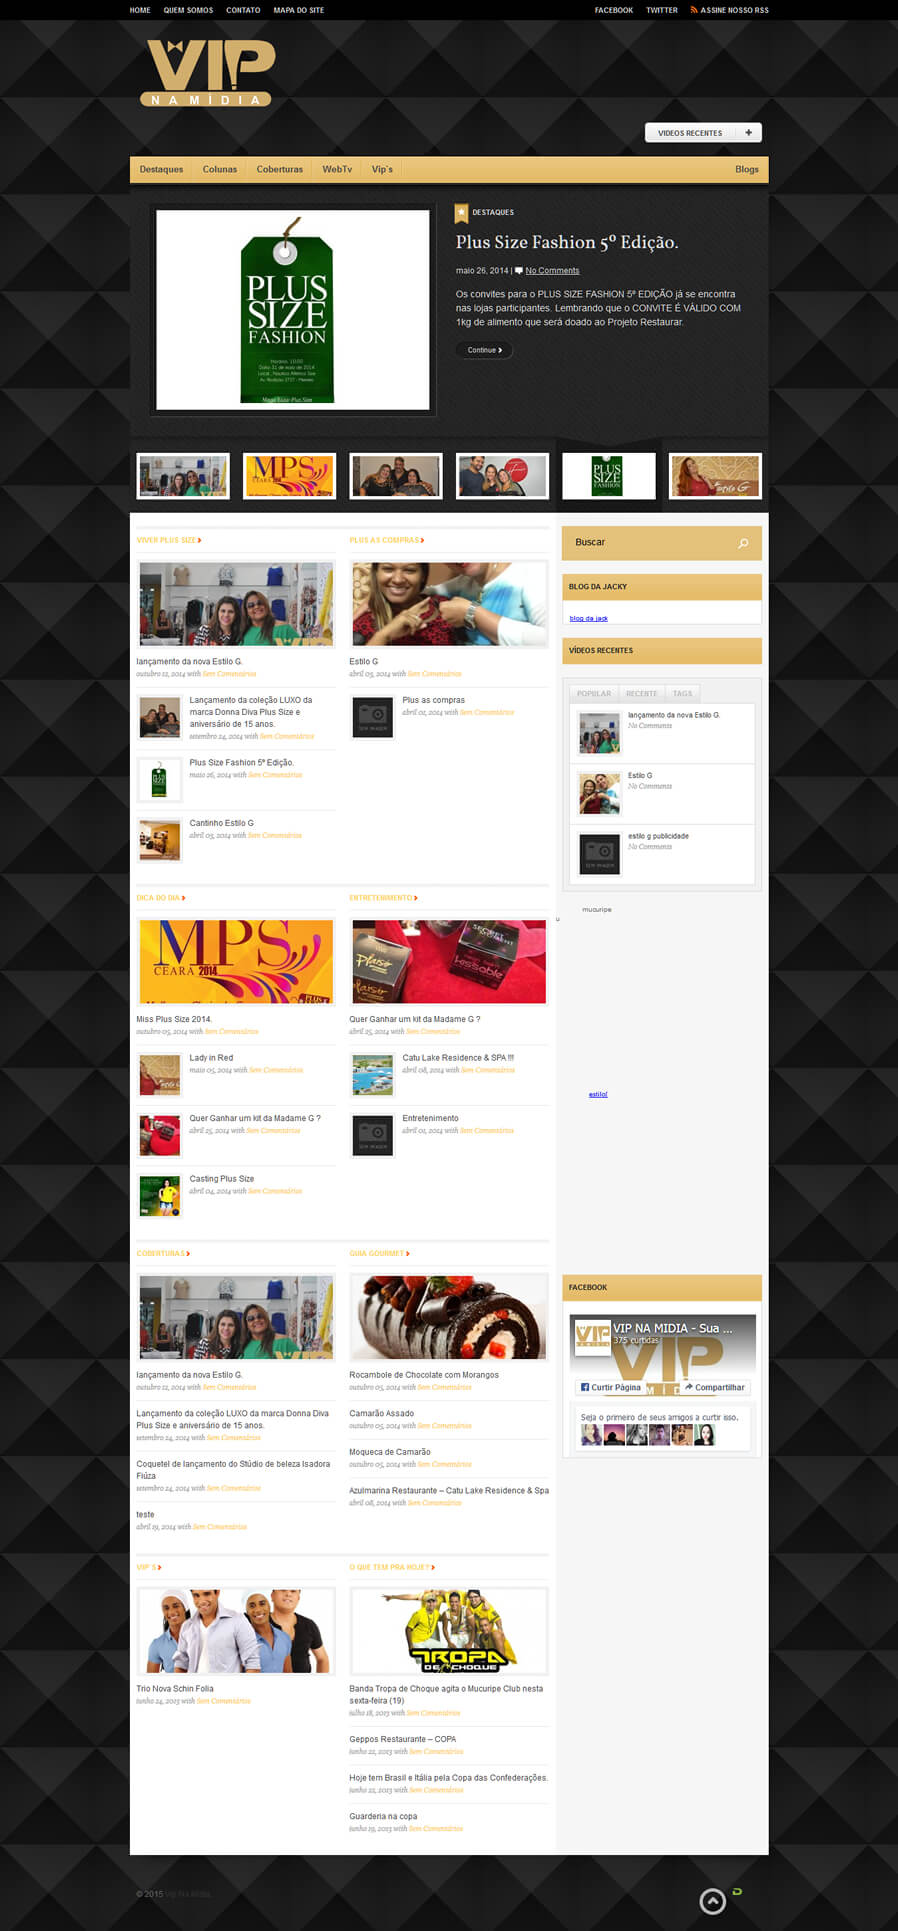 HOME QUEM SOMOS CONTATO MAPA DO SITE
FACEBOOK TWITTER ASSINE NOSSO RSS
VIP
NA MÍDIA
VIDEOS RECENTES
Destaques Colunas Coberturas WebTv Vip´s Blogs
PLUS
SIZE
FASHION
DESTAQUES
Plus Size Fashion 5º Edição.
maio 26, 2014 | No Comments
Os convites para o PLUS SIZE FASHION 5º EDIÇÃO já se encontra
nas lojas participantes. Lembrando que o CONVITE É VÁLIDO COM
1kg de alimento que será doado ao Projeto Restaurar.
Continue
MPS
PLUS
SIZE
FASHION
Estilo G
VIVER PLUS SIZE
lançamento da nova Estilo G.
outubro 12, 2014 with Sem Comentários
Lançamento da coleção LUXO da
marca Donna Diva Plus Size e
aniversário de 15 anos.
setembro 24, 2014 with Sem Comentários
Plus Size Fashion 5º Edição.
maio 26, 2014 with Sem Comentários
Cantinho Estilo G
abril 03, 2014 with Sem Comentários
PLUS AS COMPRAS
Estilo G
abril 03, 2014 with Sem Comentários
SEM IMAGEM
Plus as compras
abril 02, 2014 with Sem Comentários
Buscar
BLOG DA JACKY
blog da jack
VÍDEOS RECENTES
POPULAR RECENTE TAGS
lançamento da nova Estilo G.
No Comments
Estilo G
No Comments
SEM IMAGEM
estilo g publicidade
No Comments
mucuripe
u
estilo!
DICA DO DIA
MPS
CEARÁ 2014
Miss Plus Size 2014.
outubro 05, 2014 with Sem Comentários
Lady in Red
maio 05, 2014 with Sem Comentários
Quer Ganhar um kit da Madame G ?
abril 25, 2014 with Sem Comentários
Casting Plus Size
abril 04, 2014 with Sem Comentários
ENTRETENIMENTO
Quer Ganhar um kit da Madame G ?
abril 25, 2014 with Sem Comentários
Catu Lake Residence & SPA !!!
abril 08, 2014 with Sem Comentários
SEM IMAGEM
Entretenimento
abril 01, 2014 with Sem Comentários
COBERTURAS
lançamento da nova Estilo G.
outubro 12, 2014 with Sem Comentários
Lançamento da coleção LUXO da marca Donna Diva
Plus Size e aniversário de 15 anos.
setembro 24, 2014 with Sem Comentários
Coquetel de lançamento do Stúdio de beleza Isadora
Fiúza
setembro 24, 2014 with Sem Comentários
teste
abril 19, 2014 with Sem Comentários
GUIA GOURMET
Rocambole de Chocolate com Morangos
outubro 05, 2014 with Sem Comentários
Camarão Assado
outubro 05, 2014 with Sem Comentários
Moqueca de Camarão
outubro 05, 2014 with Sem Comentários
Azulmarina Restaurante – Catu Lake Residence & Spa
abril 08, 2014 with Sem Comentários
FACEBOOK
VIP NA MIDIA - Sua ...
375 curtidas
Curtir Página Compartilhar
Seja o primeiro de seus amigos a curtir isso.
VIP´S
Trio Nova Schin Folia
junho 24, 2013 with Sem Comentários
O QUE TEM PRA HOJE?
TROPA
DE CHOQUE
Banda Tropa de Choque agita o Mucuripe Club nesta
sexta-feira (19)
julho 18, 2013 with Sem Comentários
Geppos Restaurante – COPA
junho 22, 2013 with Sem Comentários
Hoje tem Brasil e Itália pela Copa das Confederações.
junho 22, 2013 with Sem Comentários
Guarderia na copa
junho 19, 2013 with Sem Comentários
© 2015 Vip Na Mídia